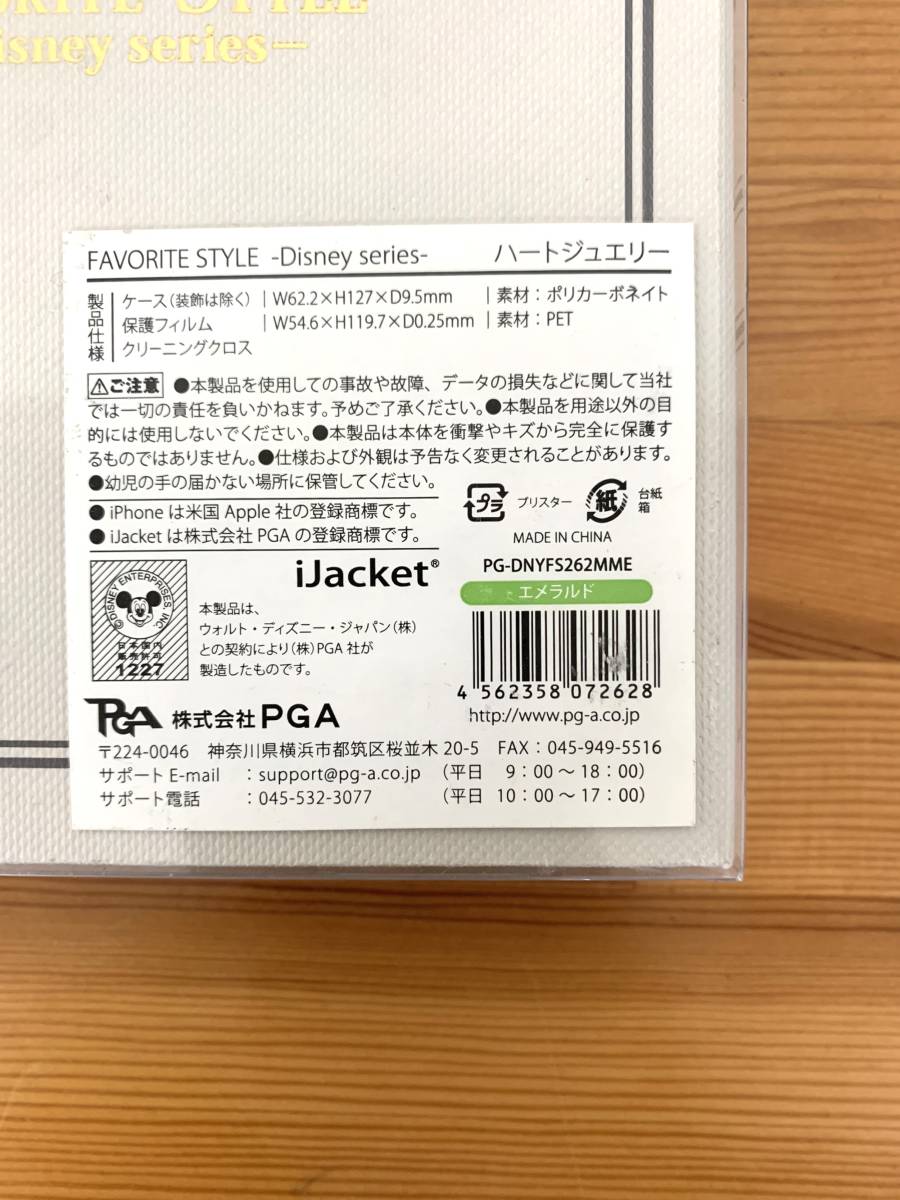 isney series—
FAVORITE STYLE -Disney series- ハートジュエリー
製品仕様
ケース（装飾は除く） | W62.2×H127×D9.5mm | 素材：ポリカーボネイト
保護フィルム | W54.6×H119.7×D0.25mm | 素材：PET
クリーニングクロス
⚠ご注意 ●本製品を使用しての事故や故障、データの損失などに関して当社
では一切の責任を負いかねます。予めご了承ください。●本製品を用途以外の目
的には使用しないでください。●本製品は本体を衝撃やキズから完全に保護す
るものではありません。●仕様および外観は予告なく変更されることがあります。
●幼児の手の届かない場所に保管してください。
● iPhone は米国 Apple 社の登録商標です。
● iJacket は株式会社 PGA の登録商標です。
プラ ブリスター 紙 台紙 箱
MADE IN CHINA
PG-DNYFS262MME
エメラルド
iJacket®
©DISNEY ENTERPRISES, INC.
日本国内
販売許可
1227
本製品は、
ウォルト・ディズニー・ジャパン（株）
との契約により（株）PGA 社が
製造したものです。
4 562358 072628
http://www.pg-a.co.jp
PGA 株式会社PGA
〒224-0046 神奈川県横浜市都筑区桜並木 20-5 FAX：045-949-5516
サポート E-mail ：support@pg-a.co.jp （平日 9：00 〜 18：00）
サポート電話 ：045-532-3077 （平日 10：00 〜 17：00）